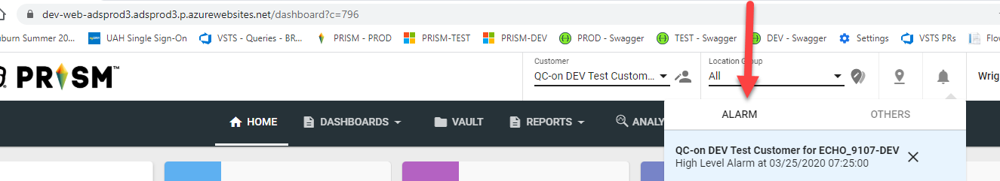 dev-web-adsprod3.adsprod3.p.azurewebsites.net/dashboard?c=796
uburn Summer 20... UAH Single Sign-On VSTS - Queries - BR... PRISM - PROD PRISM-TEST PRISM-DEV PROD - Swagger TEST - Swagger DEV - Swagger Settings VSTS PRs Flow
PRISM™
Customer
QC-on DEV Test Custom...
Location Group
All
Wrig
HOME DASHBOARDS VAULT REPORTS ANALY
ALARM OTHERS
QC-on DEV Test Customer for ECHO_9107-DEV
High Level Alarm at 03/25/2020 07:25:00